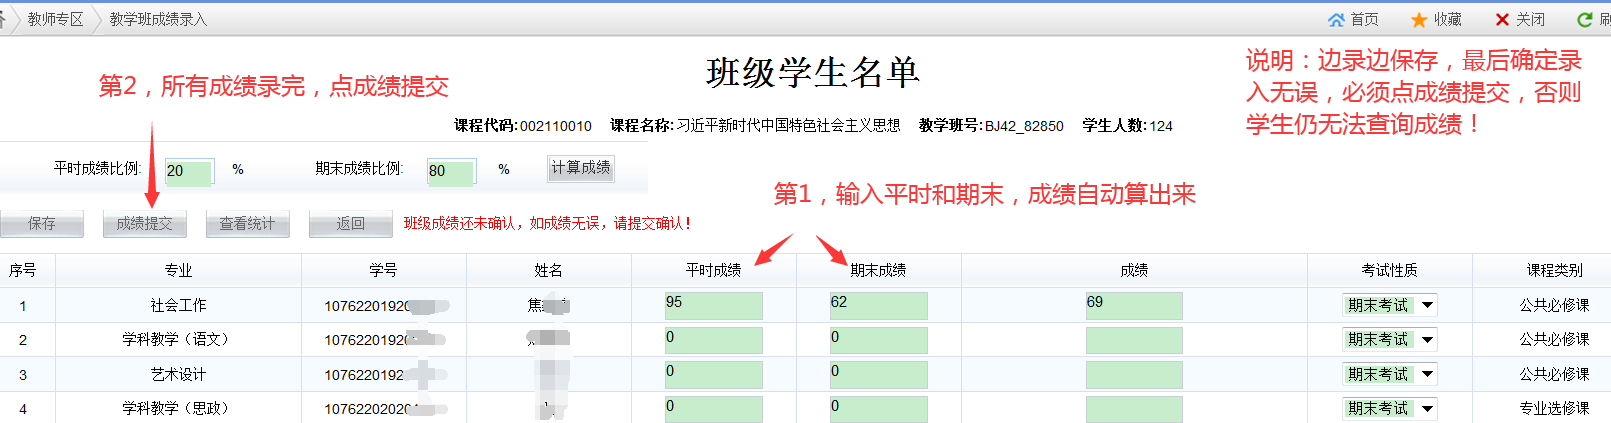 教师专区 教学班成绩录入 首页 收藏 关闭
班级学生名单
说明：边录边保存，最后确定录
入无误，必须点成绩提交，否则
学生仍无法查询成绩！
第2，所有成绩录完，点成绩提交
课程代码:002110010 课程名称:习近平新时代中国特色社会主义思想 教学班号:BJ42_82850 学生人数:124
平时成绩比例: 20 % 期末成绩比例: 80 % 计算成绩
第1，输入平时和期末，成绩自动算出来
保存 成绩提交 查看统计 返回 班级成绩还未确认，如成绩无误，请提交确认！
序号 专业 学号 姓名 平时成绩 期末成绩 成绩 考试性质 课程类别
1 社会工作 10762201920 焦 95 62 69 期末考试 公共必修课
2 学科教学（语文） 1076220192 0 0 期末考试 公共必修课
3 艺术设计 1076220192 0 0 期末考试 公共必修课
4 学科教学（思政） 1076220202 0 0 期末考试 专业选修课